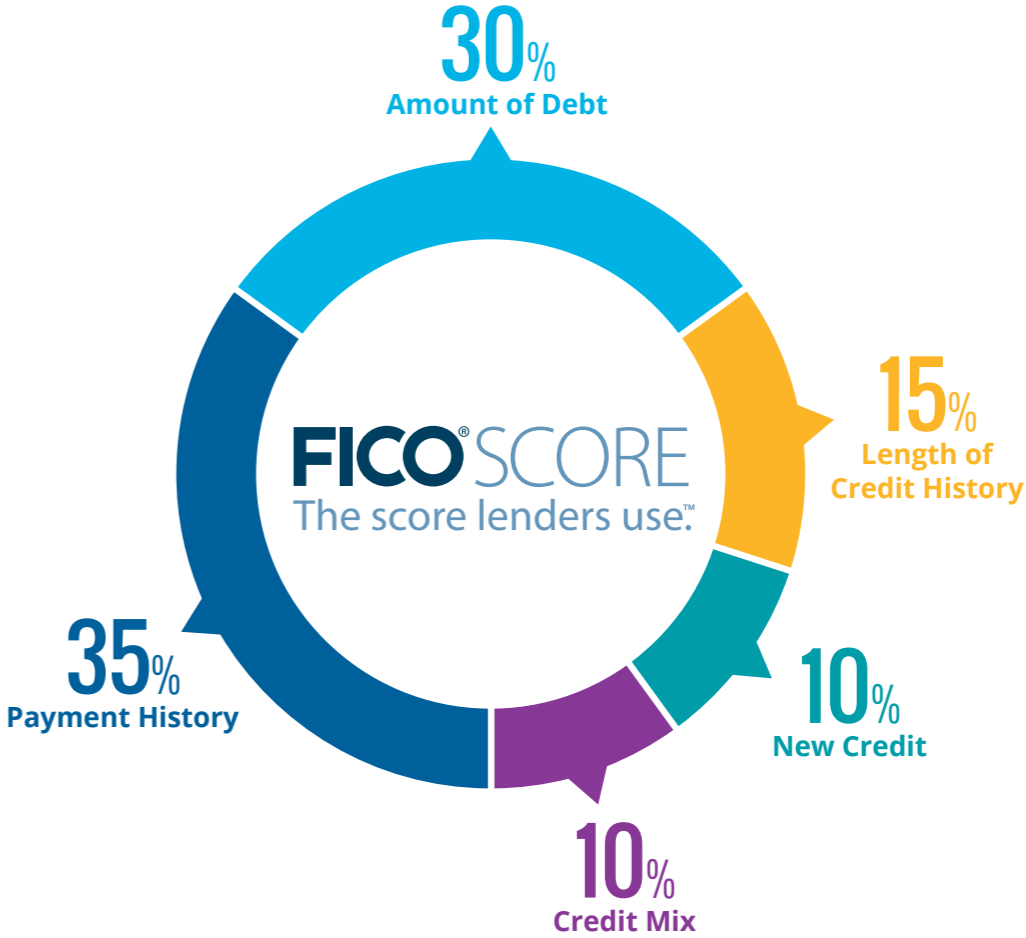 30%
Amount of Debt
15%
Length of
Credit History
FICO® SCORE
The score lenders use.™
35%
Payment History
10%
New Credit
10%
Credit Mix